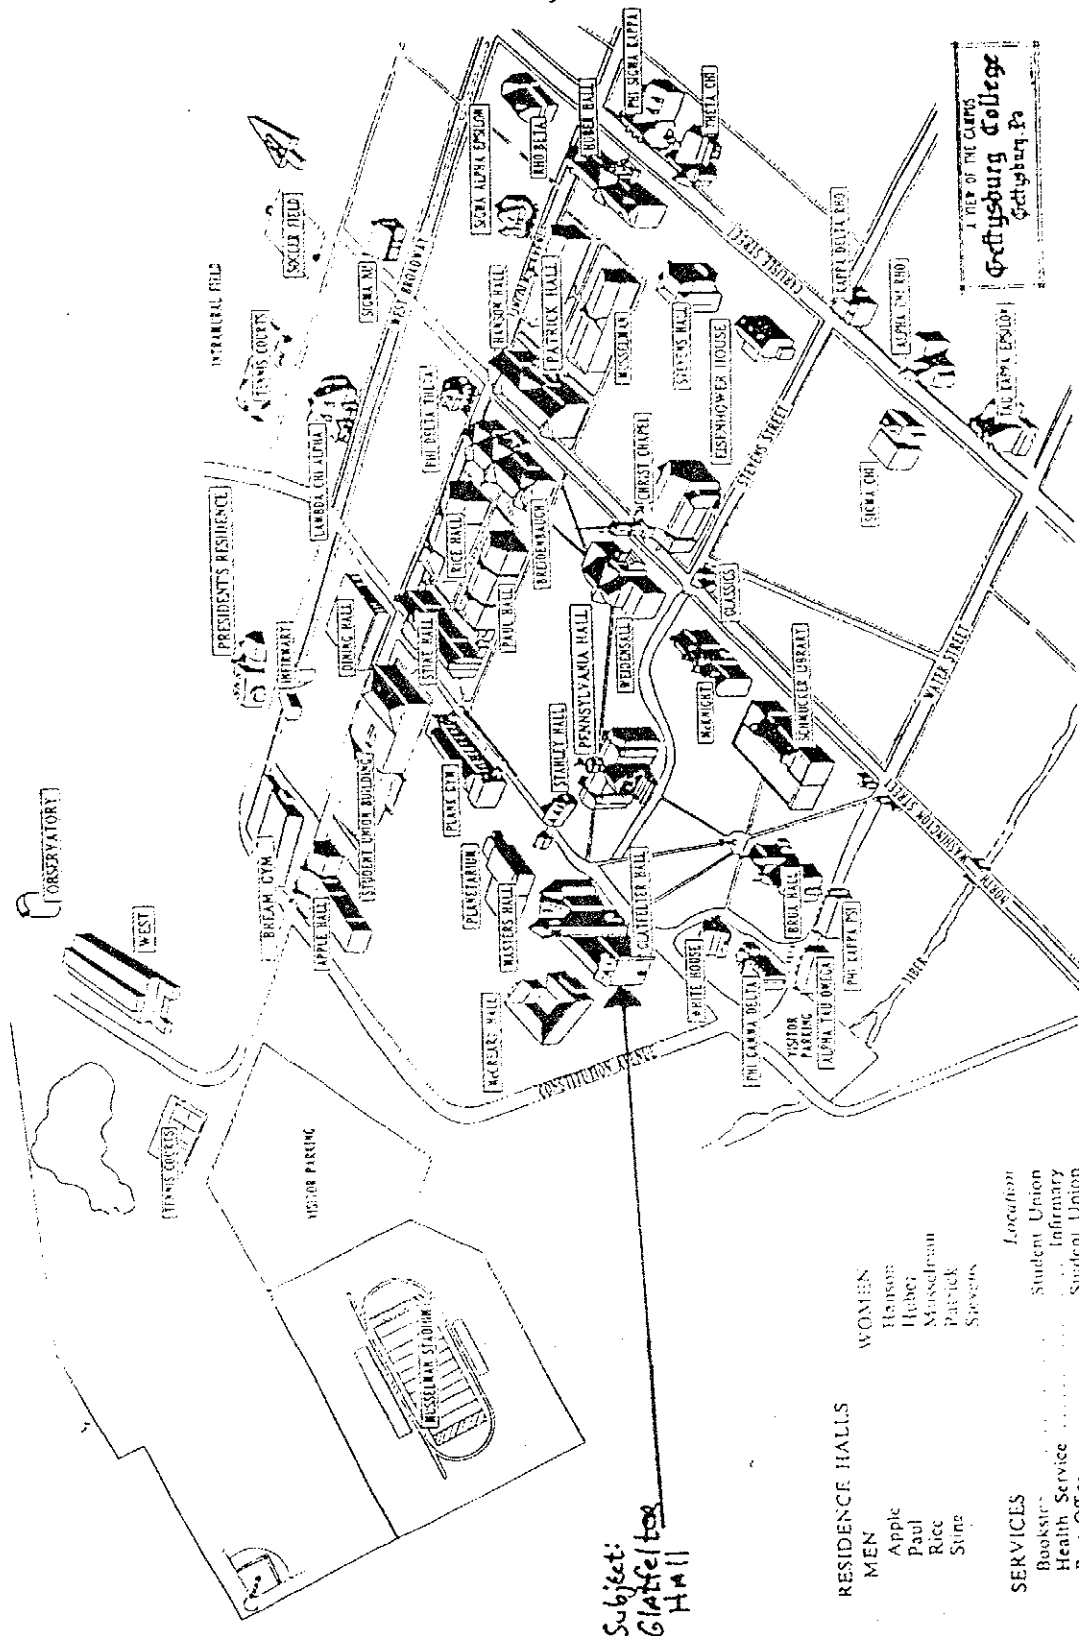 A VIEW OF THE CAMPUS
Gettysburg College
Gettysburg, Pa
OBSERVATORY
WEST
TENNIS COURTS
VISITOR PARKING
MUSSELMAN STADIUM
BREAM GYM
APPLE HALL
STUDENT UNION BUILDING
PRESIDENT'S RESIDENCE
INFIRMARY
DINING HALL
STINE HALL
RICE HALL
PAUL HALL
BREIDENBAUGH
PLANK GYM
PLANETARIUM
MASTERS HALL
MCCREARY HALL
GLATFELTER HALL
STAHLEY HALL
PENNSYLVANIA HALL
WEIDENSALL
MCKNIGHT
SCHMUCKER LIBRARY
CLASSICS
CHRIST CHAPEL
EISENHOWER HOUSE
STEVENS HALL
MUSSELMAN
PATRICK HALL
HANSON HALL
PHI DELTA THETA
LAMBDA CHI ALPHA
TENNIS COURTS
INTRAMURAL FIELD
SOCCER FIELD
SIGMA NU
WEST BROADWAY
SIGMA ALPHA EPSILON
RHO BETA
HUBER HALL
PHI SIGMA KAPPA
THETA CHI
CARLISLE STREET
KAPPA DELTA RHO
ALPHA CHI RHO
TAU KAPPA EPSILON
SIGMA CHI
STEVENS STREET
WATER STREET
NORTH WASHINGTON STREET
TIBER
WHITE HOUSE
PHI GAMMA DELTA
VISITOR
PARKING
ALPHA TAU OMEGA
BRUA HALL
PHI KAPPA PSI
Subject:
Glatfelter
Hall
RESIDENCE HALLS
MEN
Apple
Paul
Rice
Stine
WOMEN
Hanson
Huber
Musselman
Patrick
Stevens
SERVICES Location
Student Union
Health Service Infirmary
Student Union